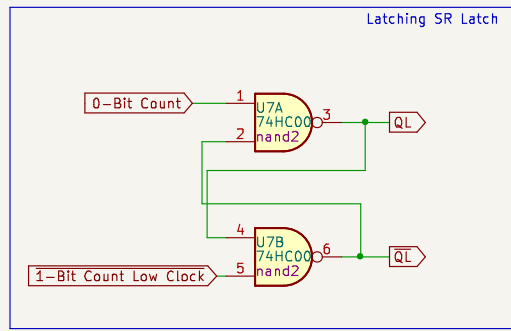 Latching SR Latch
0-Bit Count
1
2
U7A
74HC00
nand2
3
QL
1-Bit Count Low Clock
4
5
U7B
74HC00
nand2
6
QL